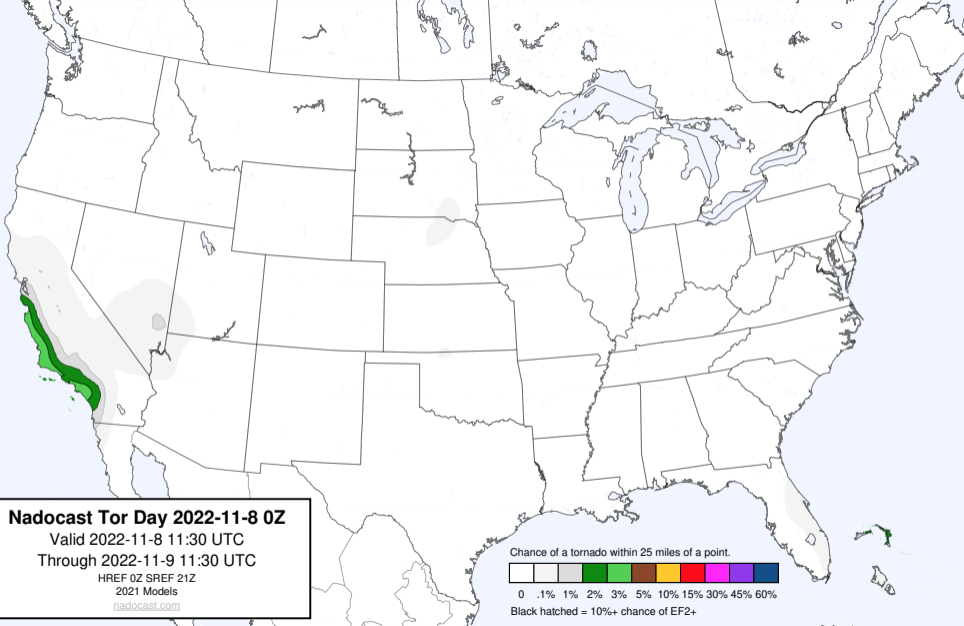 Nadocast Tor Day 2022-11-8 0Z
Valid 2022-11-8 11:30 UTC
Through 2022-11-9 11:30 UTC
HREF 0Z SREF 21Z
2021 Models
nadocast.com
Chance of a tornado within 25 miles of a point.
0 .1% 1% 2% 3% 5% 10% 15% 30% 45% 60%
Black hatched = 10%+ chance of EF2+